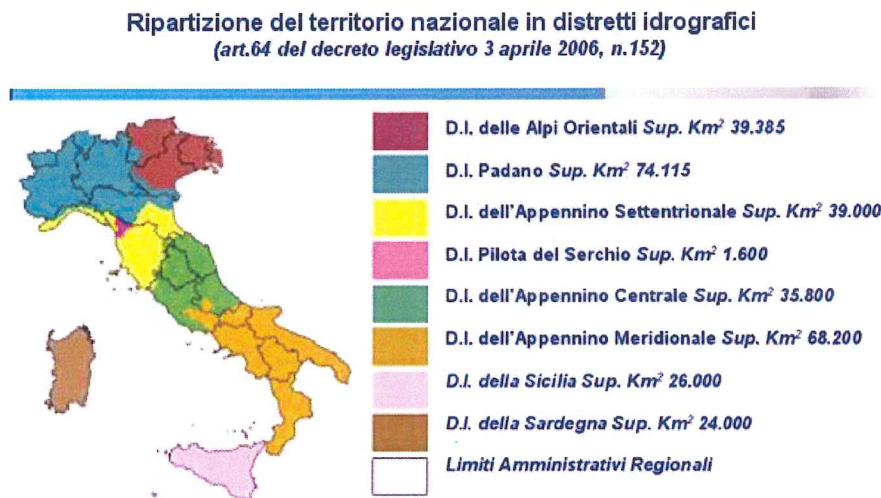 Ripartizione del territorio nazionale in distretti idrografici
(art.64 del decreto legislativo 3 aprile 2006, n.152)
D.I. delle Alpi Orientali Sup. Km² 39.385
D.I. Padano Sup. Km² 74.115
D.I. dell'Appennino Settentrionale Sup. Km² 39.000
D.I. Pilota del Serchio Sup. Km² 1.600
D.I. dell'Appennino Centrale Sup. Km² 35.800
D.I. dell'Appennino Meridionale Sup. Km² 68.200
D.I. della Sicilia Sup. Km² 26.000
D.I. della Sardegna Sup. Km² 24.000
Limiti Amministrativi Regionali